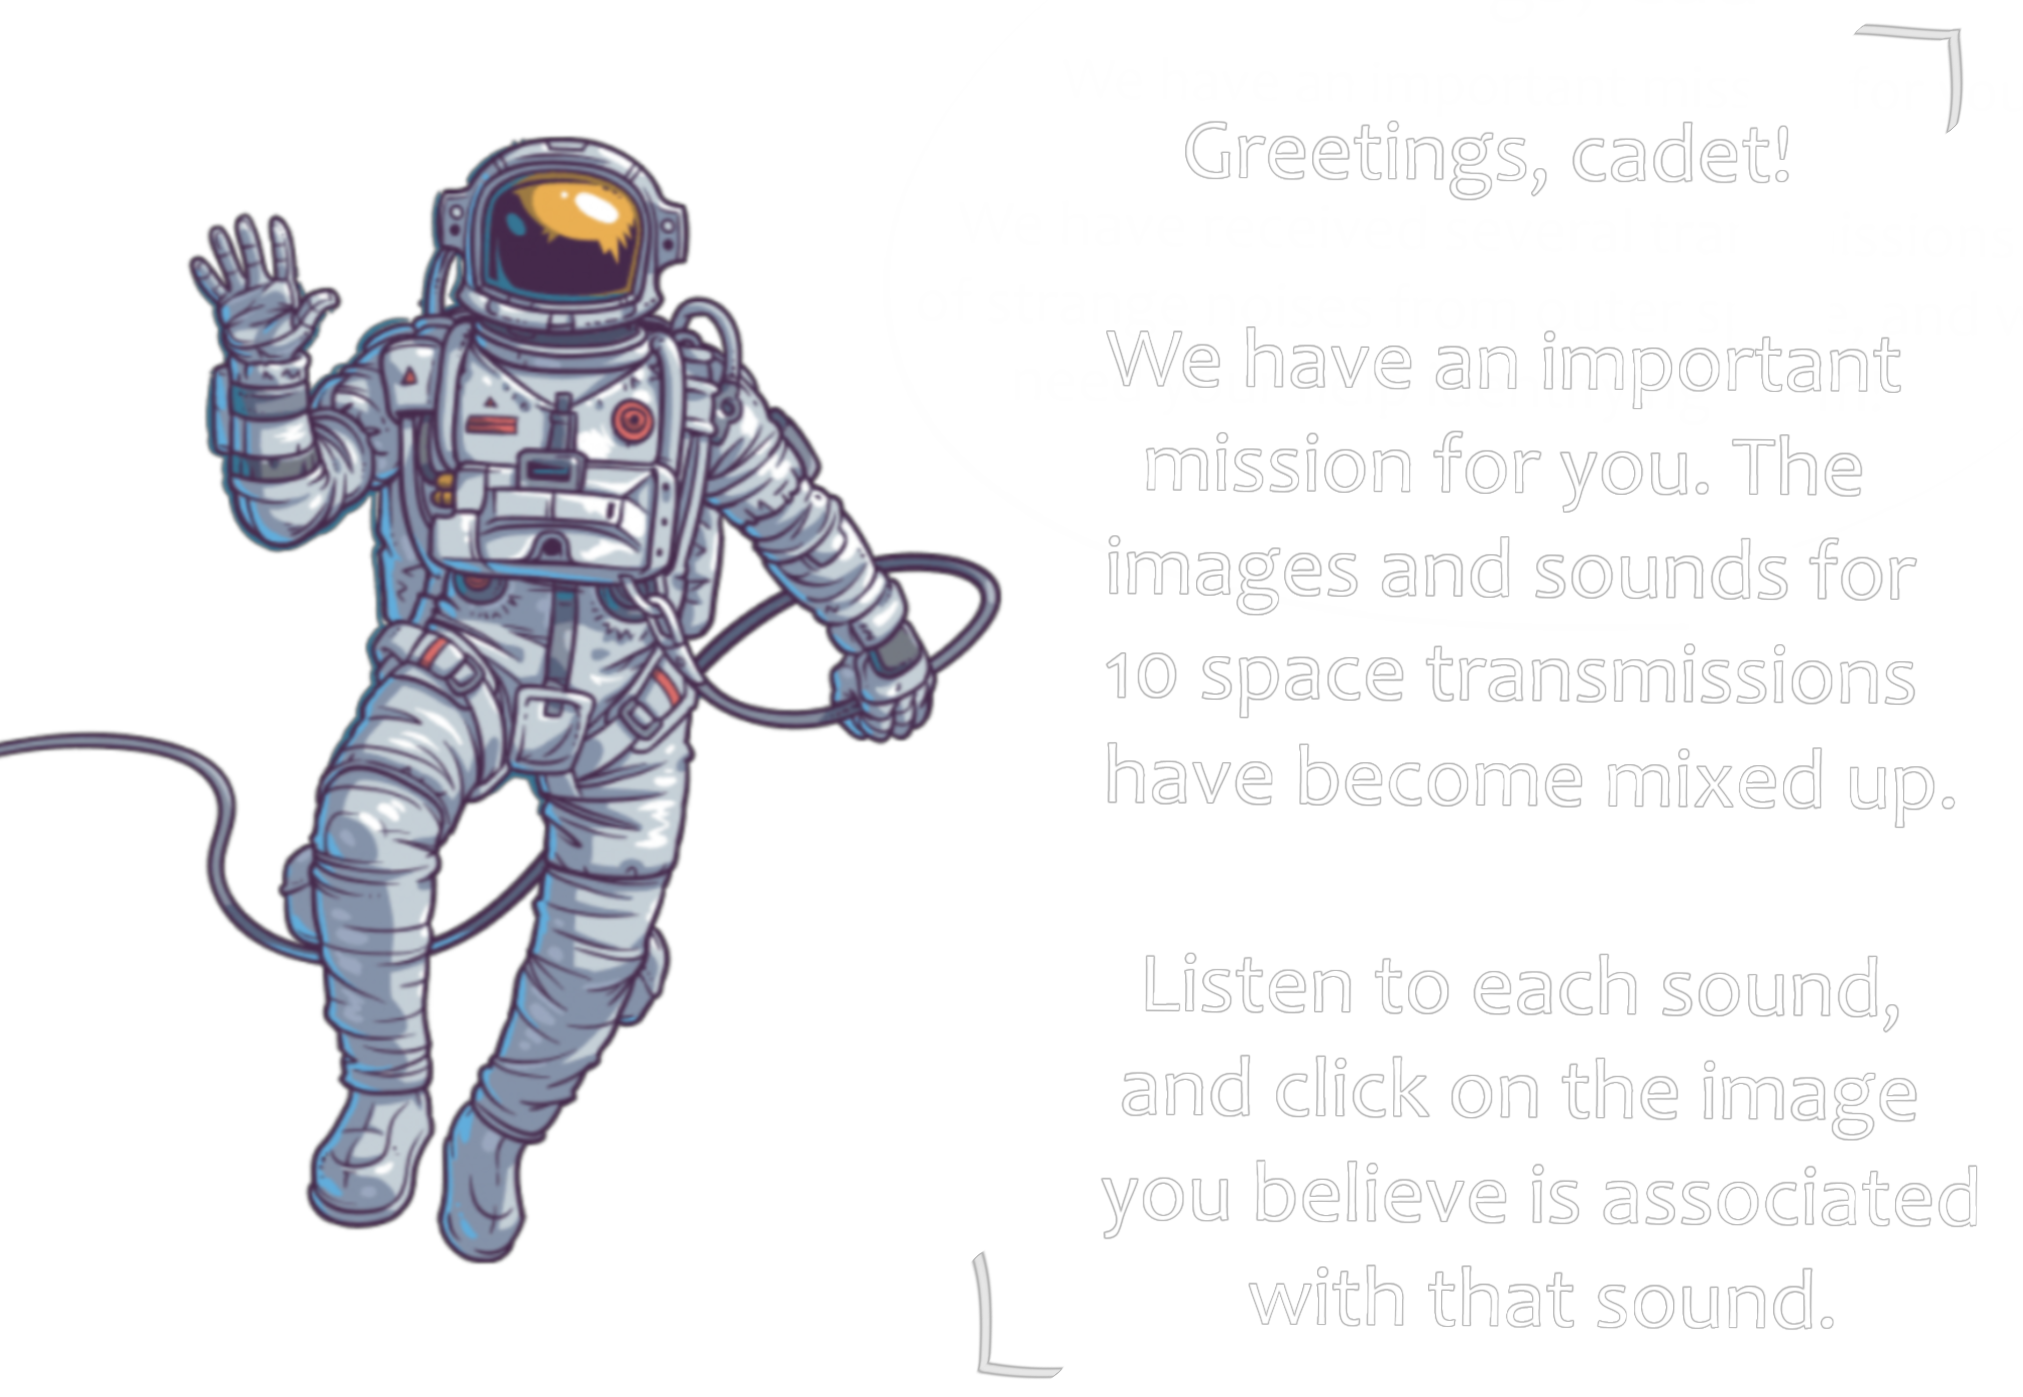 Greetings, cadet!
We have an important
mission for you. The
images and sounds for
10 space transmissions
have become mixed up.
Listen to each sound,
and click on the image
you believe is associated
with that sound.